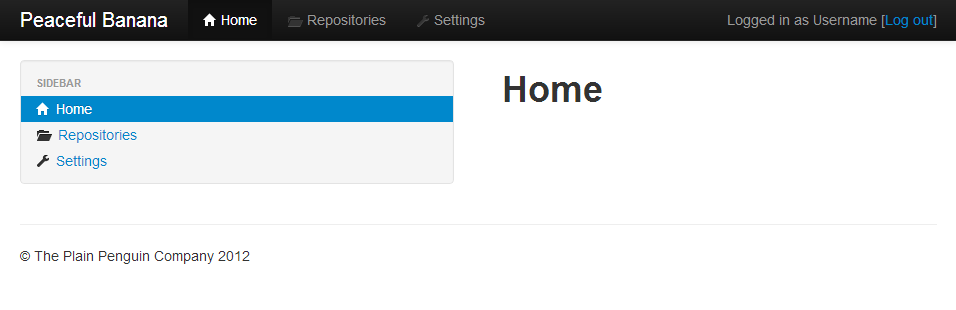 Peaceful Banana Home Repositories Settings Logged in as Username [Log out]
SIDEBAR
Home
Repositories
Settings
Home
© The Plain Penguin Company 2012